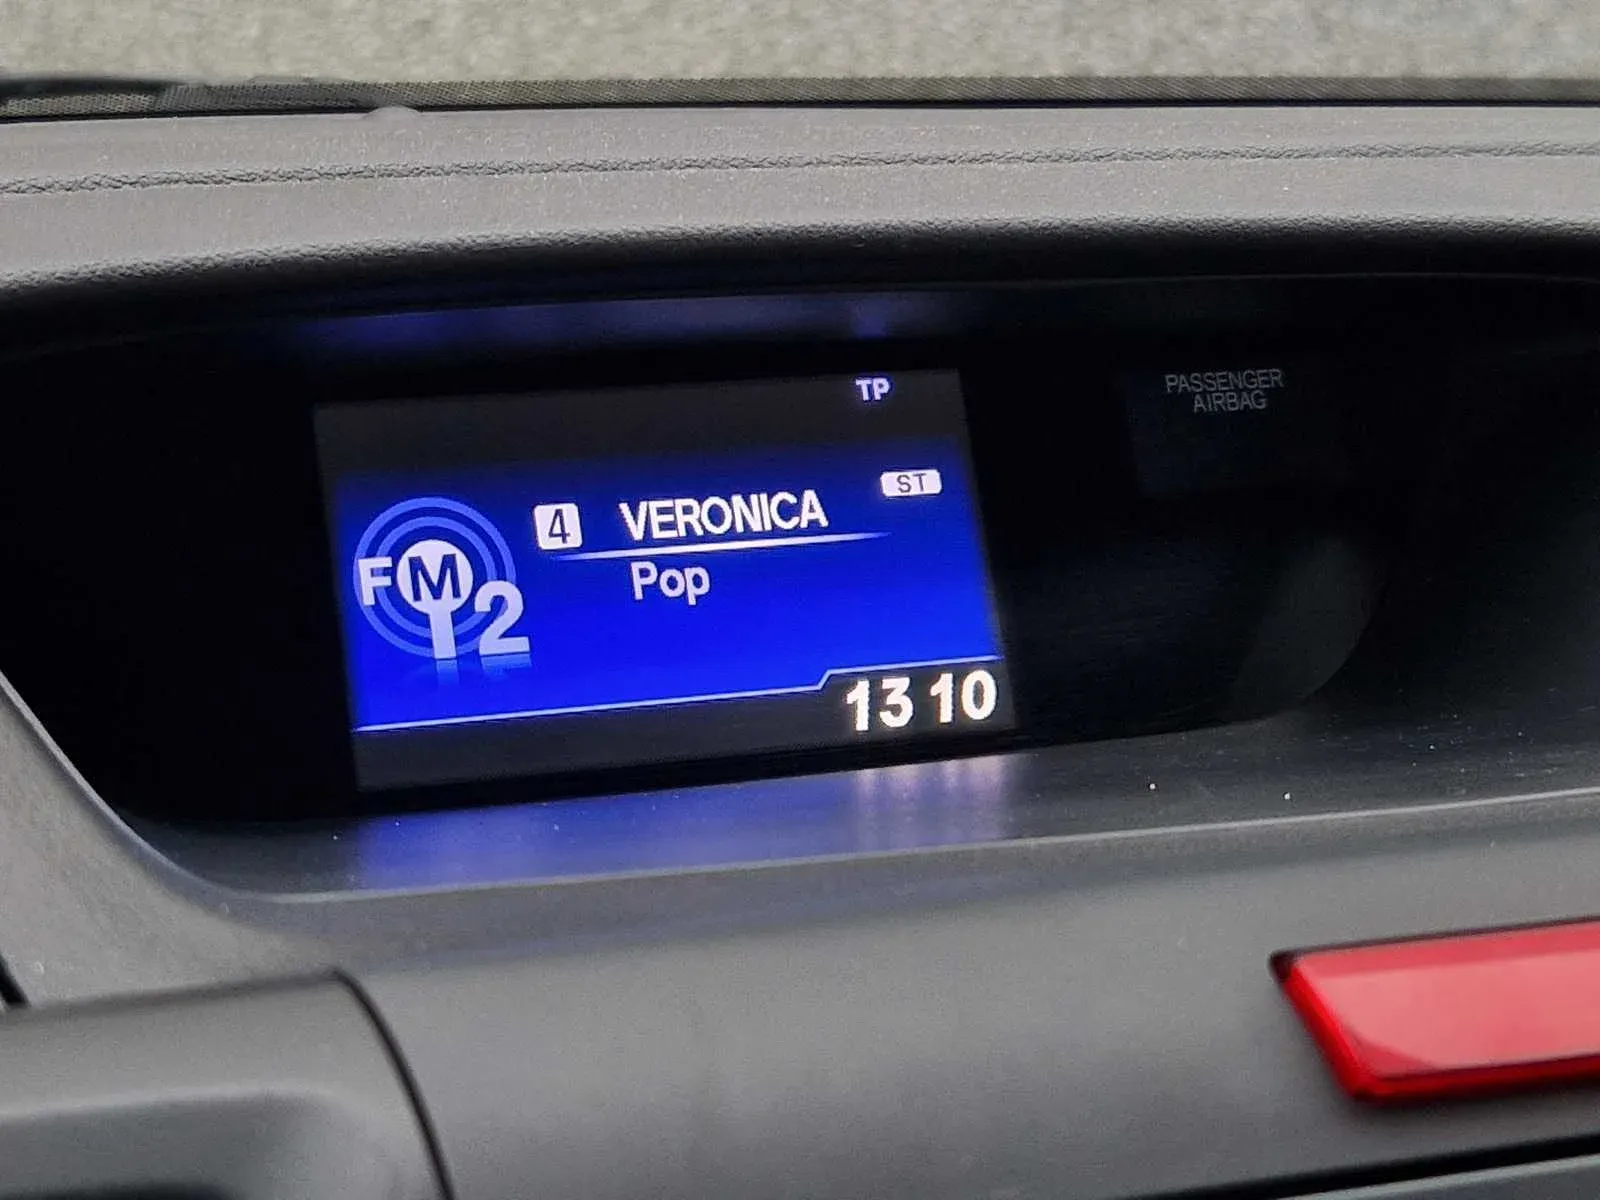 TP
PASSENGER
AIRBAG
ST
4 VERONICA
FM2
Pop
13 10